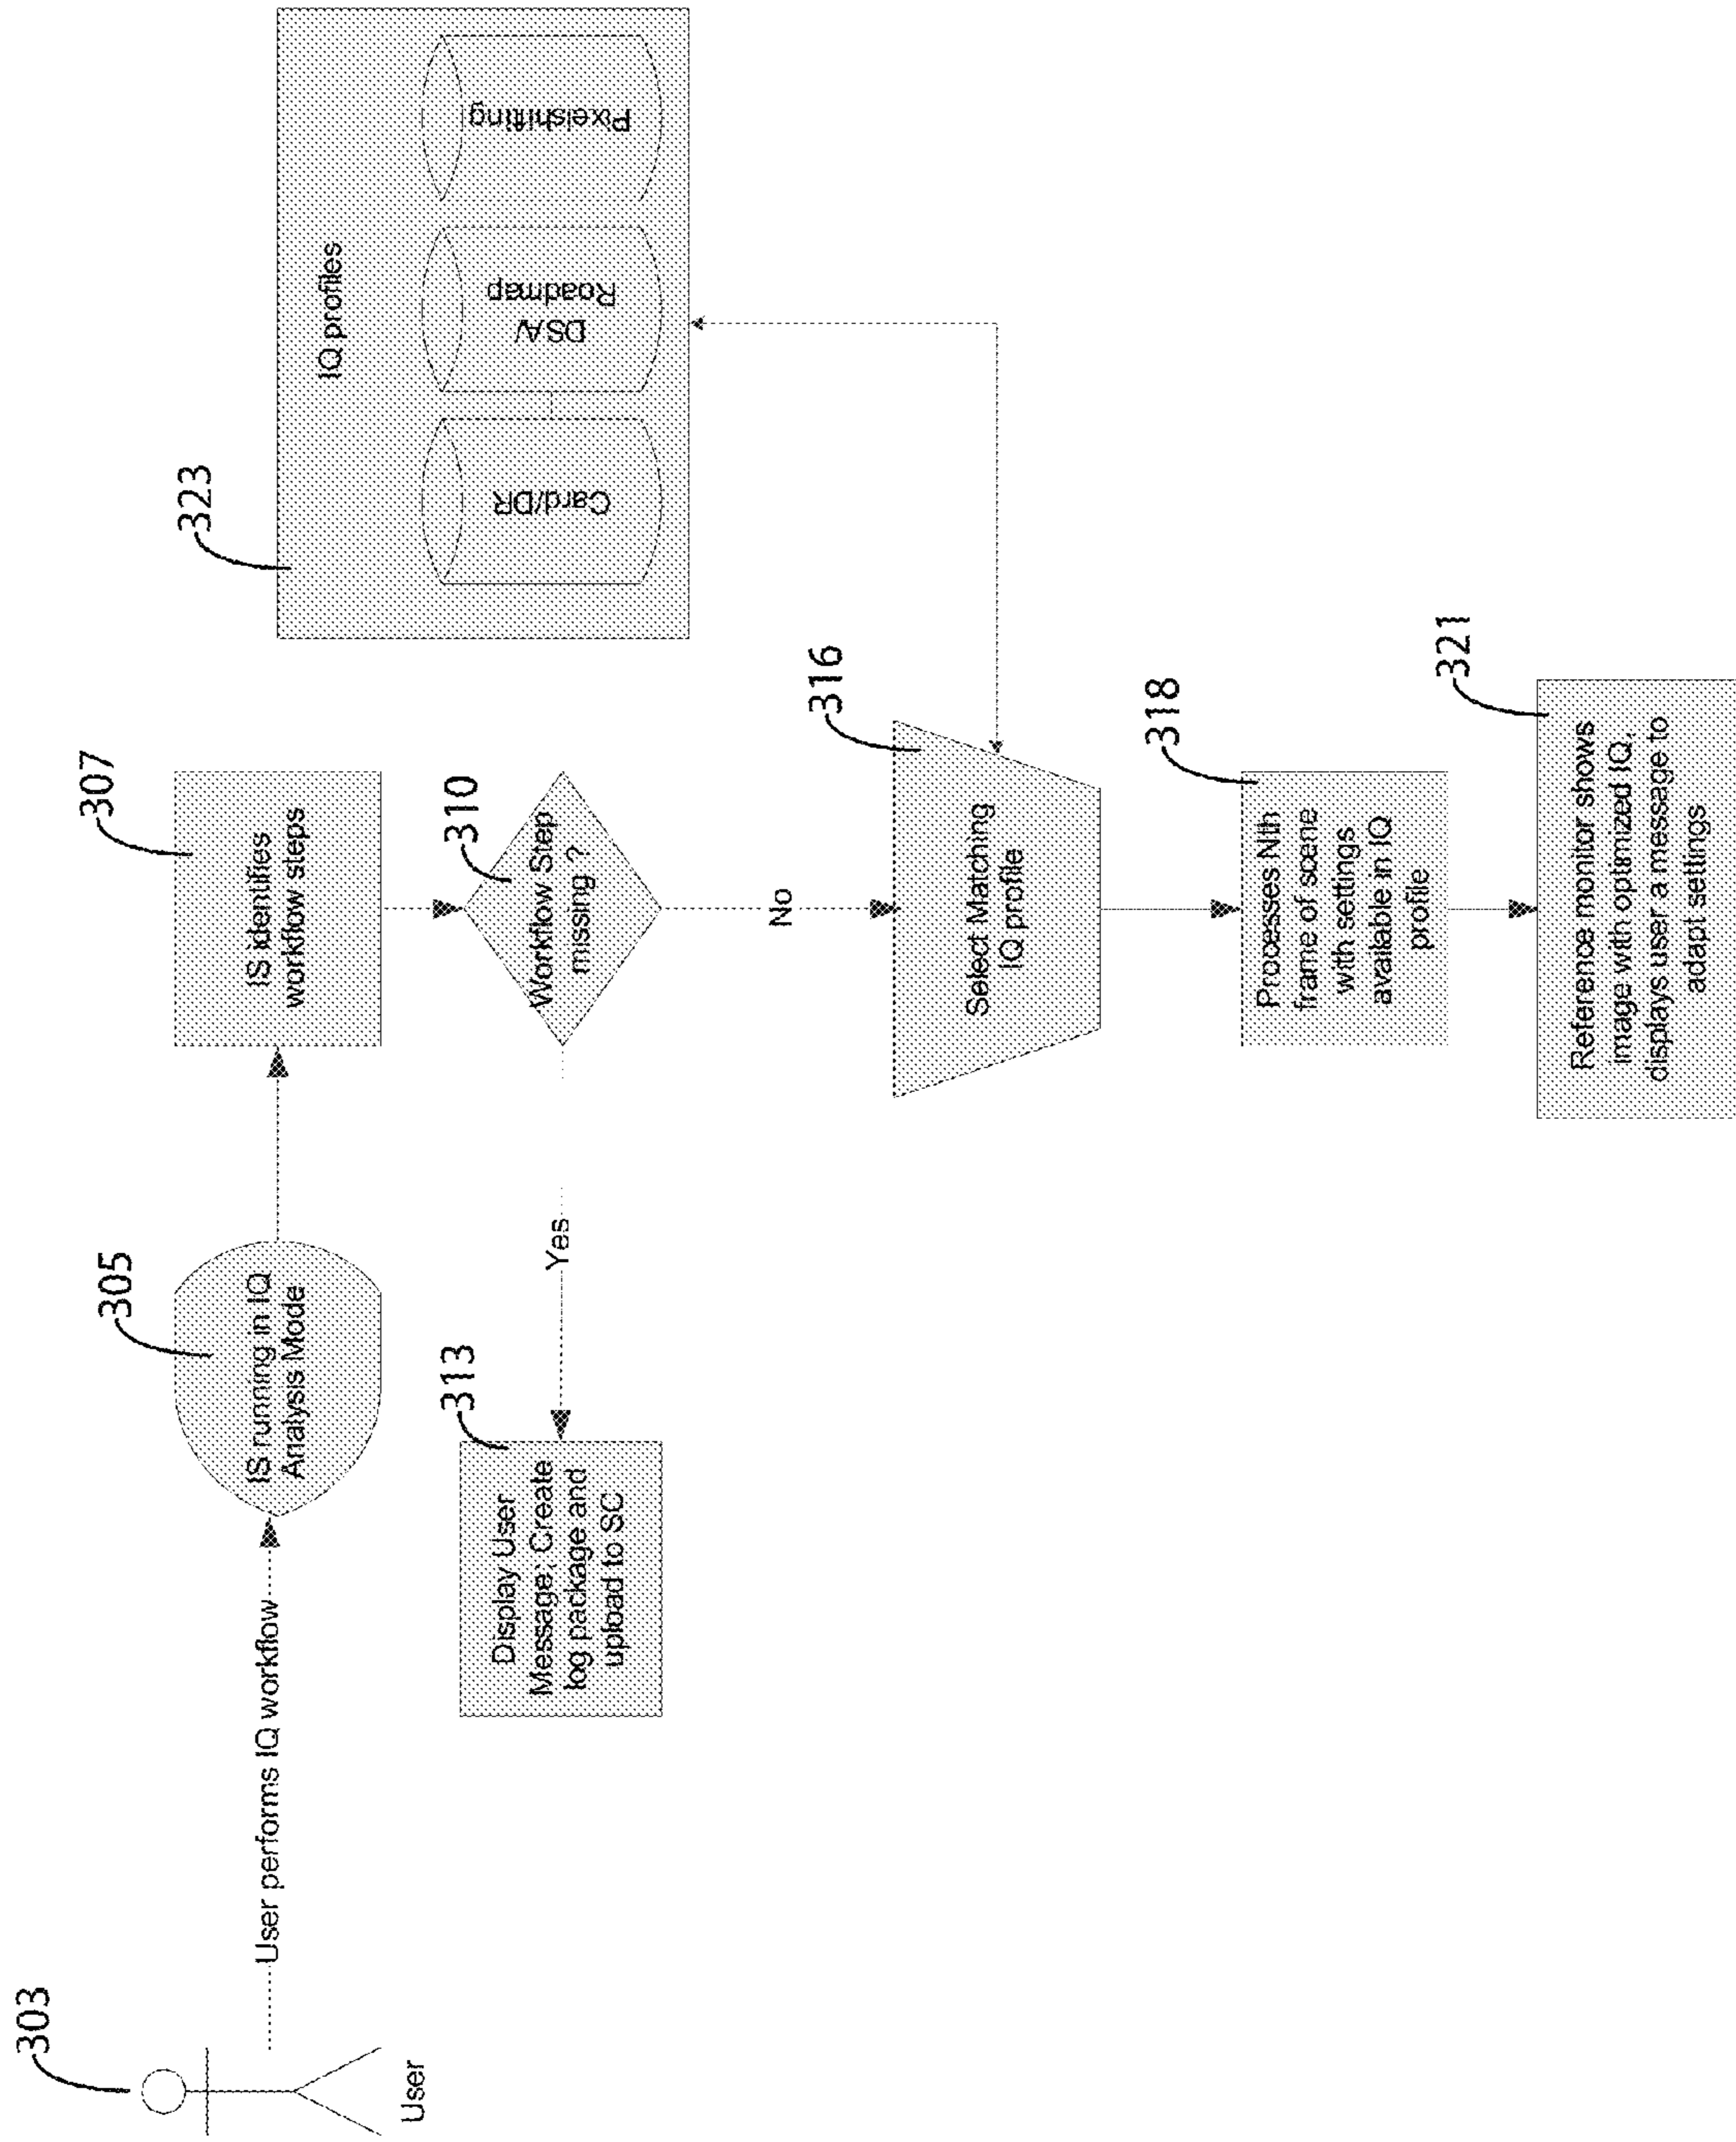 303
User
User performs IQ workflow
305
IS running in IQ
Analysis Mode
307
IS identifies
workflow steps
310
Workflow Step
missing ?
Yes
313
Display User
Message; Create
log package and
upload to SC
No
316
Select Matching
IQ profile
318
Processes Nth
frame of scene
with settings
available in IQ
profile
321
Reference monitor shows
image with optimized IQ,
displays user a message to
adapt settings
323
IQ profiles
Card/DR
DSA/
Roadmap
Pixelshifting